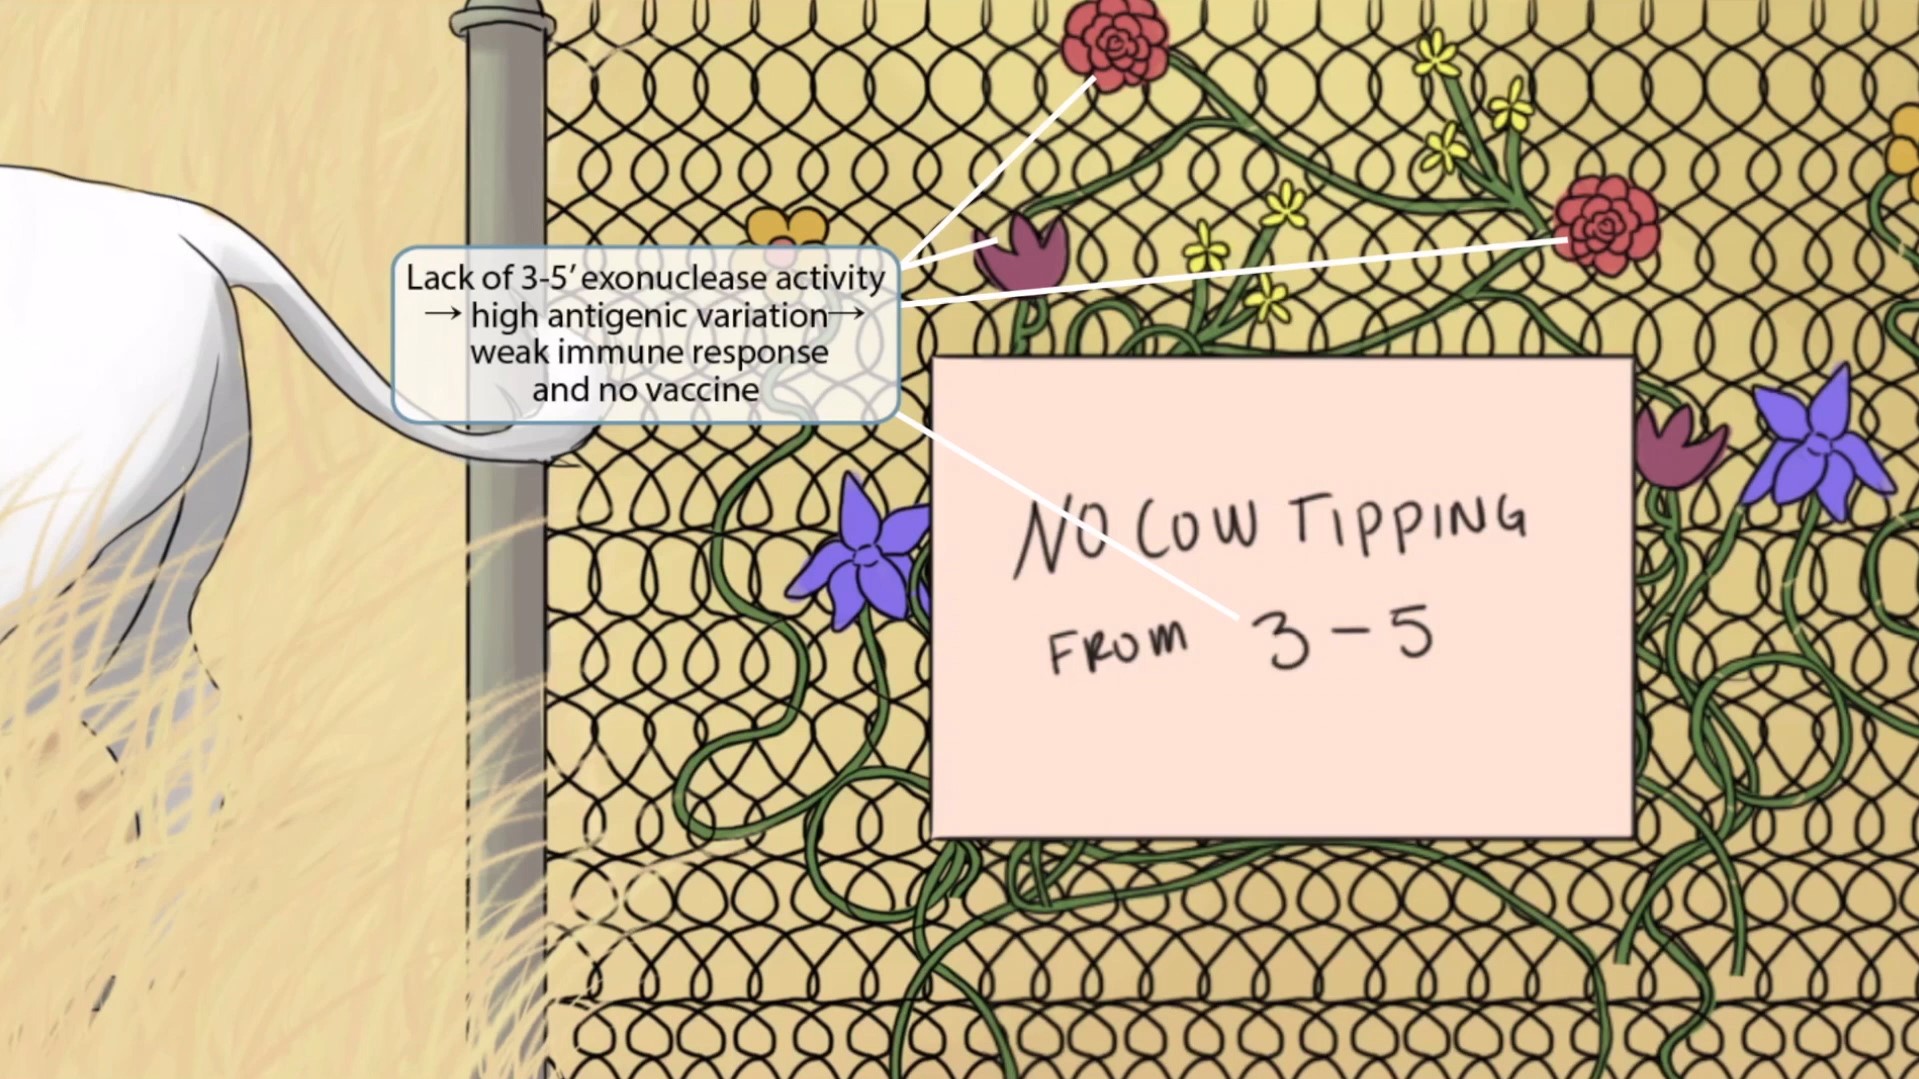 Lack of 3-5′ exonuclease activity
→ high antigenic variation→
weak immune response
and no vaccine
NO COW TIPPING
FROM 3-5